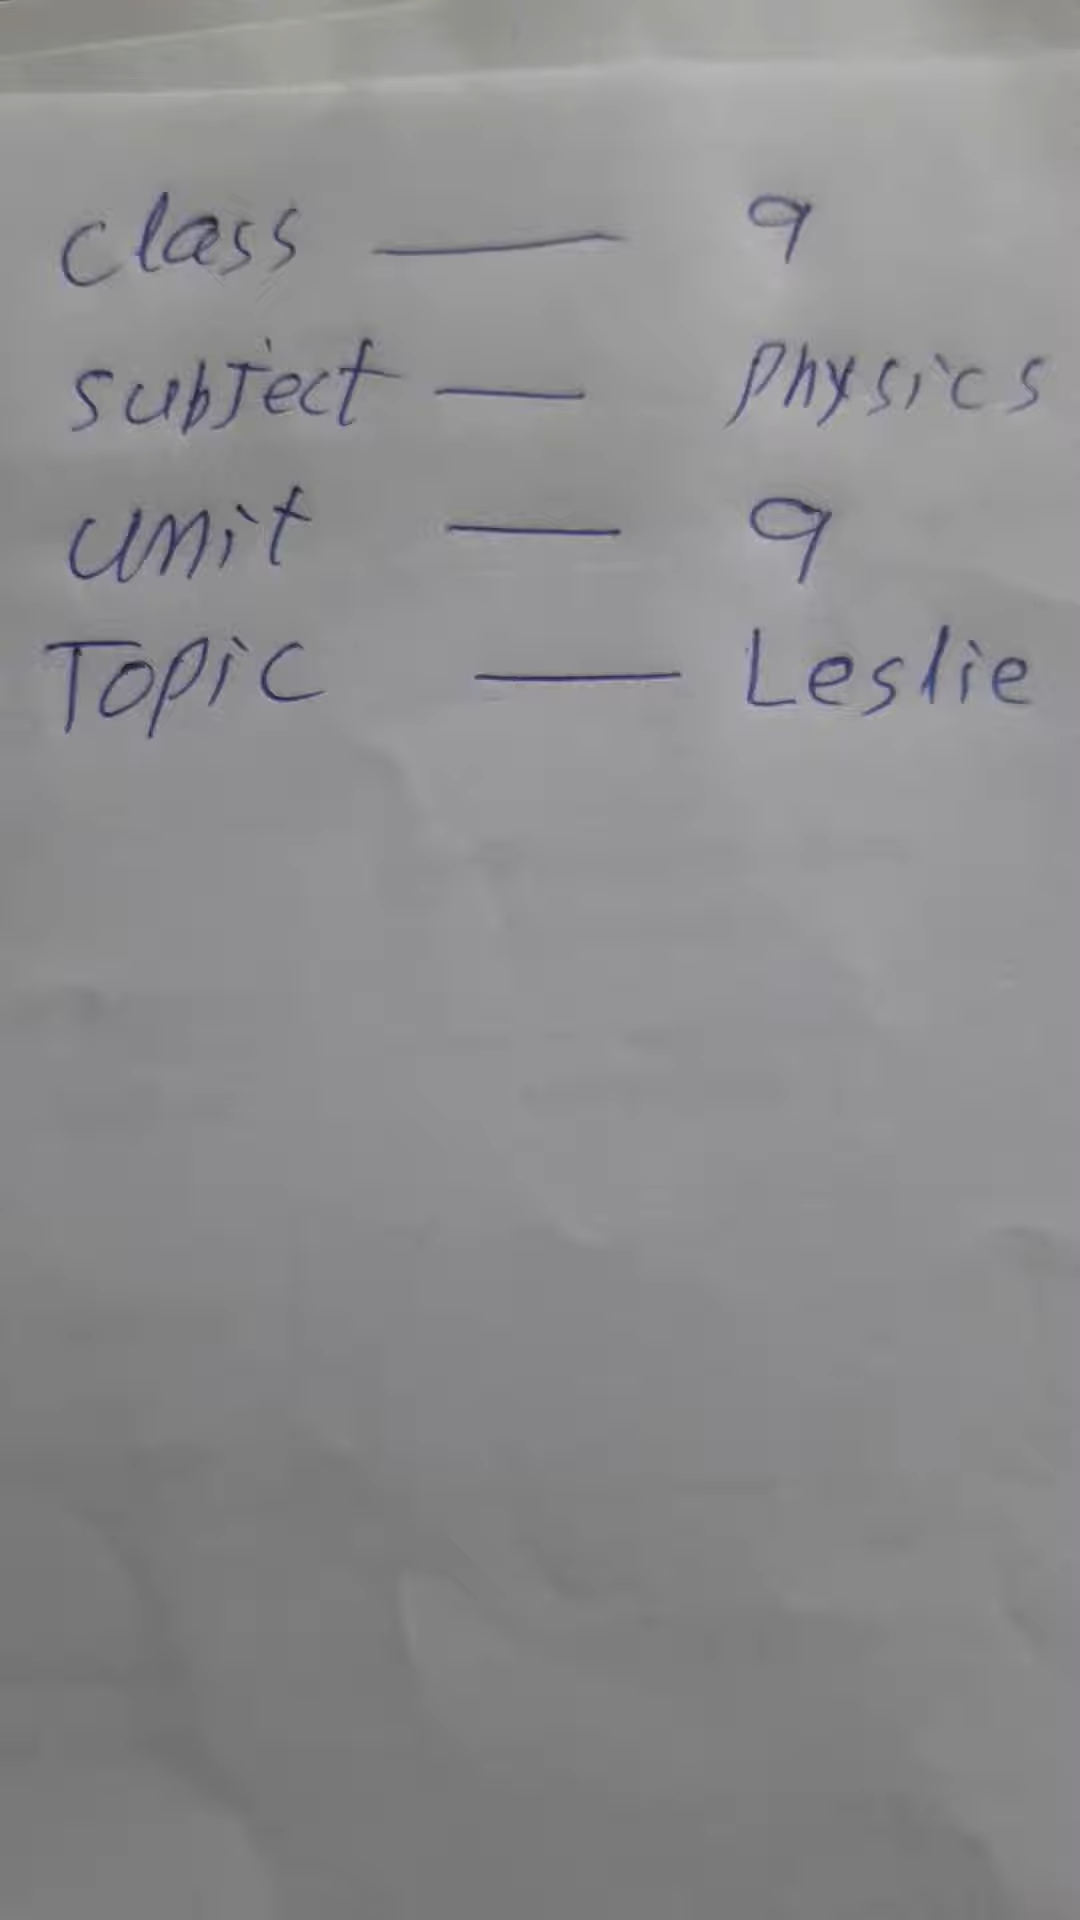 Class — 9
Subject — Physics
Unit — 9
Topic — Leslie